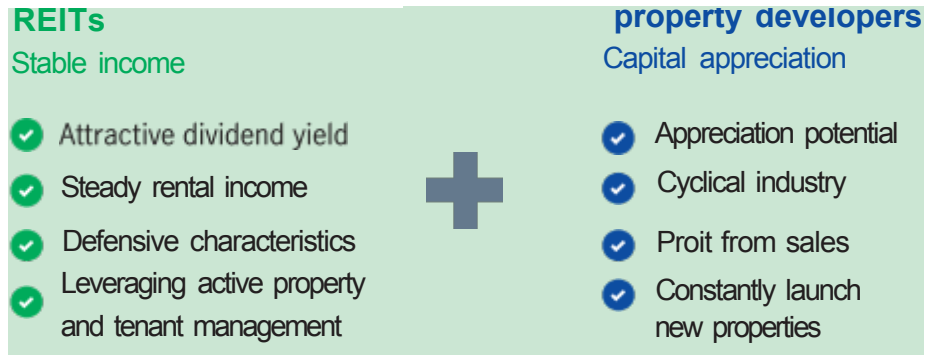 REITs
Stable income
Attractive dividend yield
Steady rental income
Defensive characteristics
Leveraging active property
and tenant management
property developers
Capital appreciation
Appreciation potential
Cyclical industry
Proit from sales
Constantly launch
new properties